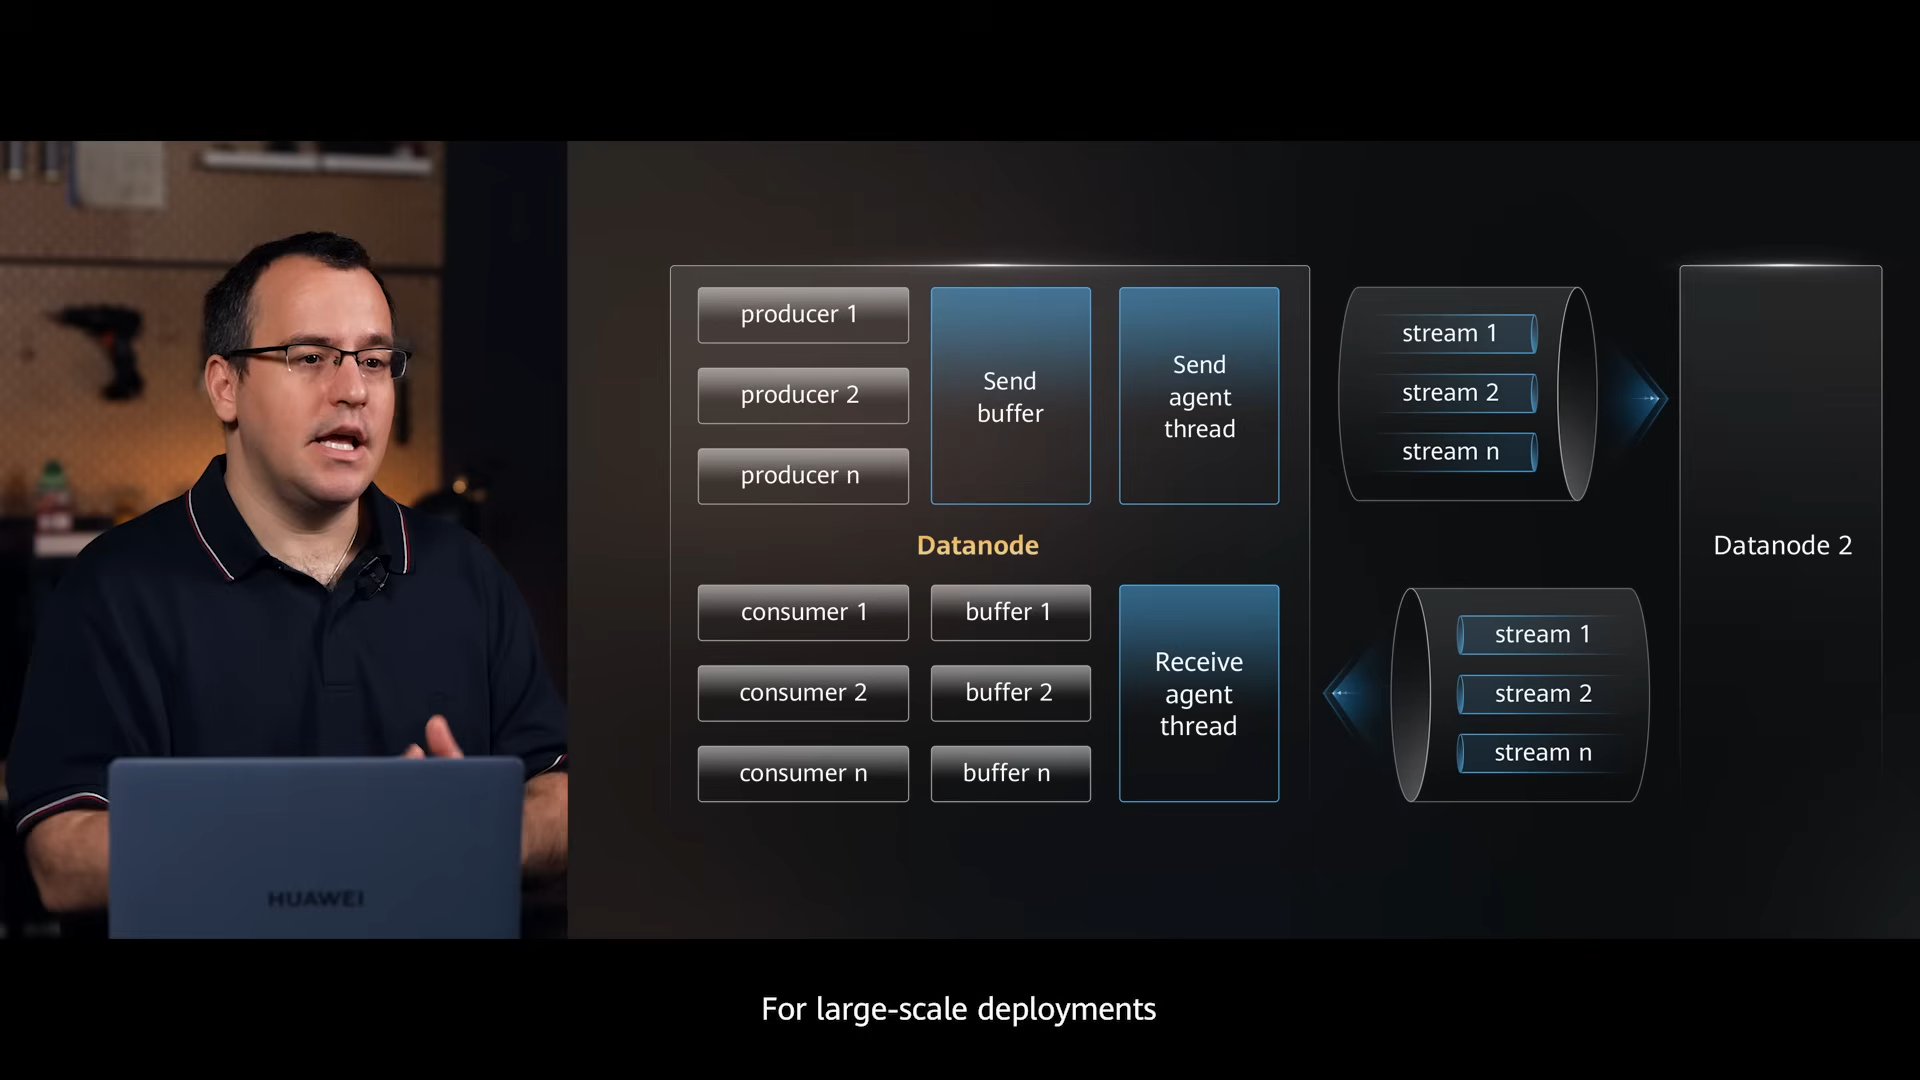 producer 1
producer 2
producer n
Send
buffer
Send
agent
thread
stream 1
stream 2
stream n
Datanode
Datanode 2
consumer 1
consumer 2
consumer n
buffer 1
buffer 2
buffer n
Receive
agent
thread
stream 1
stream 2
stream n
HUAWEI
For large-scale deployments